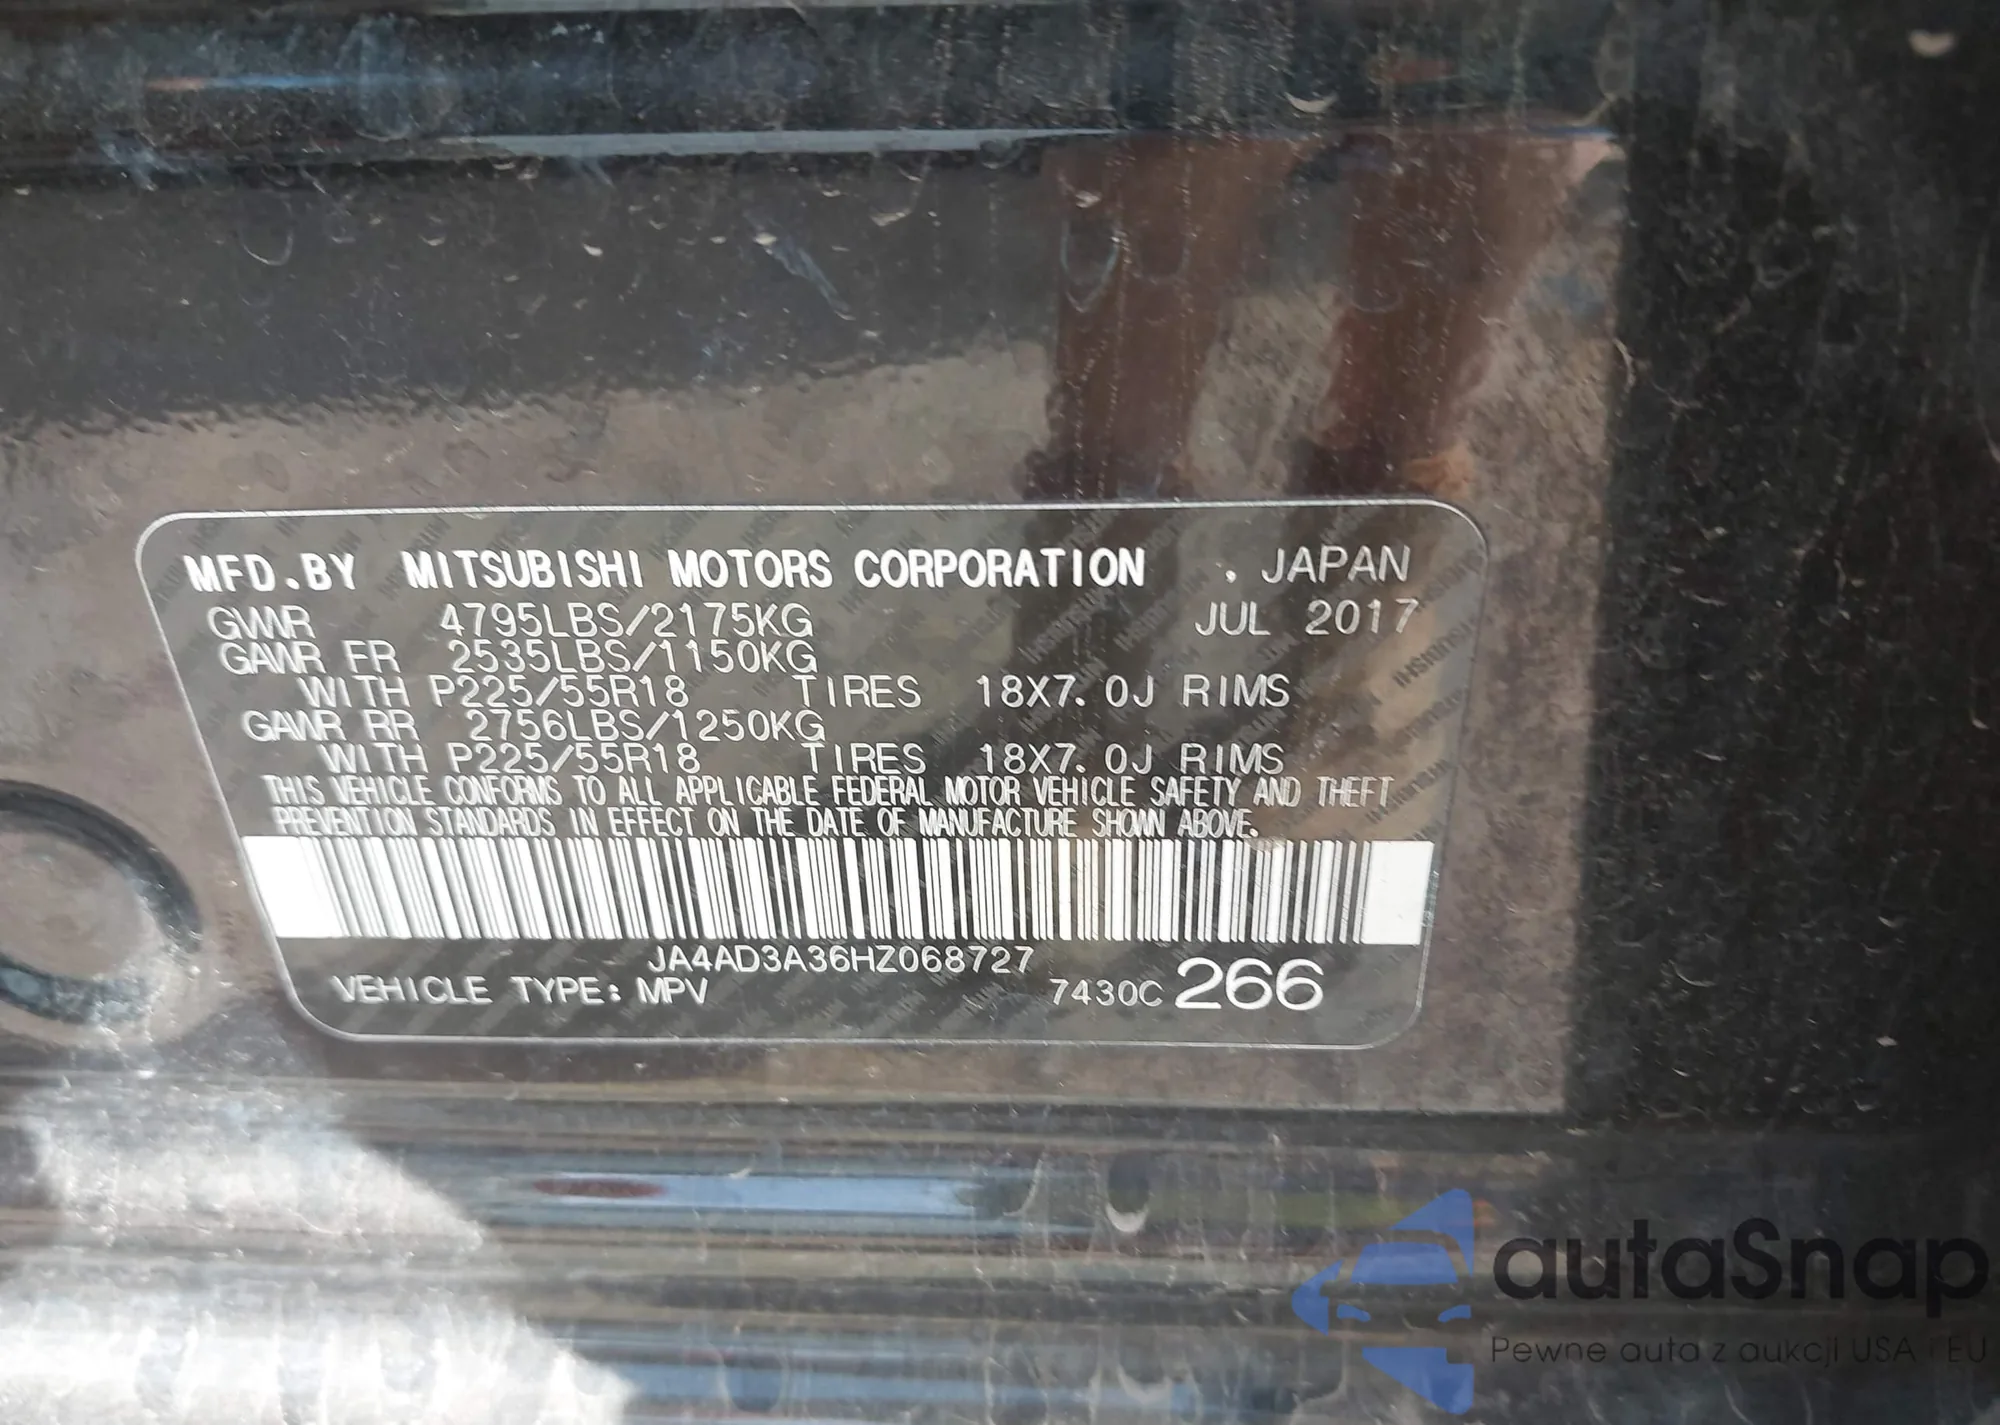 MFD.BY MITSUBISHI MOTORS CORPORATION . JAPAN
GVWR 4795LBS/2175KG JUL 2017
GAWR FR 2535LBS/1150KG
WITH P225/55R18 TIRES 18X7.0J RIMS
GAWR RR 2756LBS/1250KG
WITH P225/55R18 TIRES 18X7.0J RIMS
THIS VEHICLE CONFORMS TO ALL APPLICABLE FEDERAL MOTOR VEHICLE SAFETY AND THEFT
PREVENTION STANDARDS IN EFFECT ON THE DATE OF MANUFACTURE SHOWN ABOVE.
JA4AD3A36HZ068727
VEHICLE TYPE: MPV 7430C 266
autaSnap
Pewne auta z aukcji USA i EU